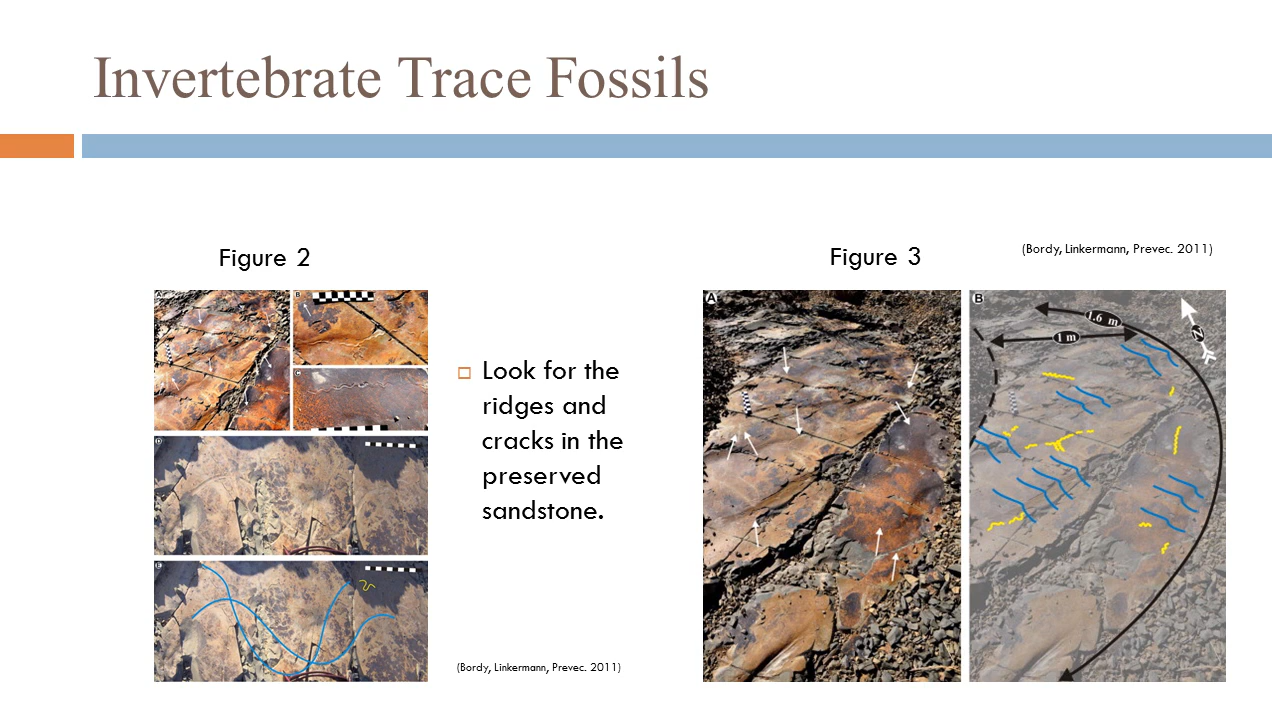 Invertebrate Trace Fossils
Figure 2
Figure 3
(Bordy, Linkermann, Prevec. 2011)
A
B
C
D
E
Look for the
ridges and
cracks in the
preserved
sandstone.
(Bordy, Linkermann, Prevec. 2011)
A
B
1.6 m
1 m
N